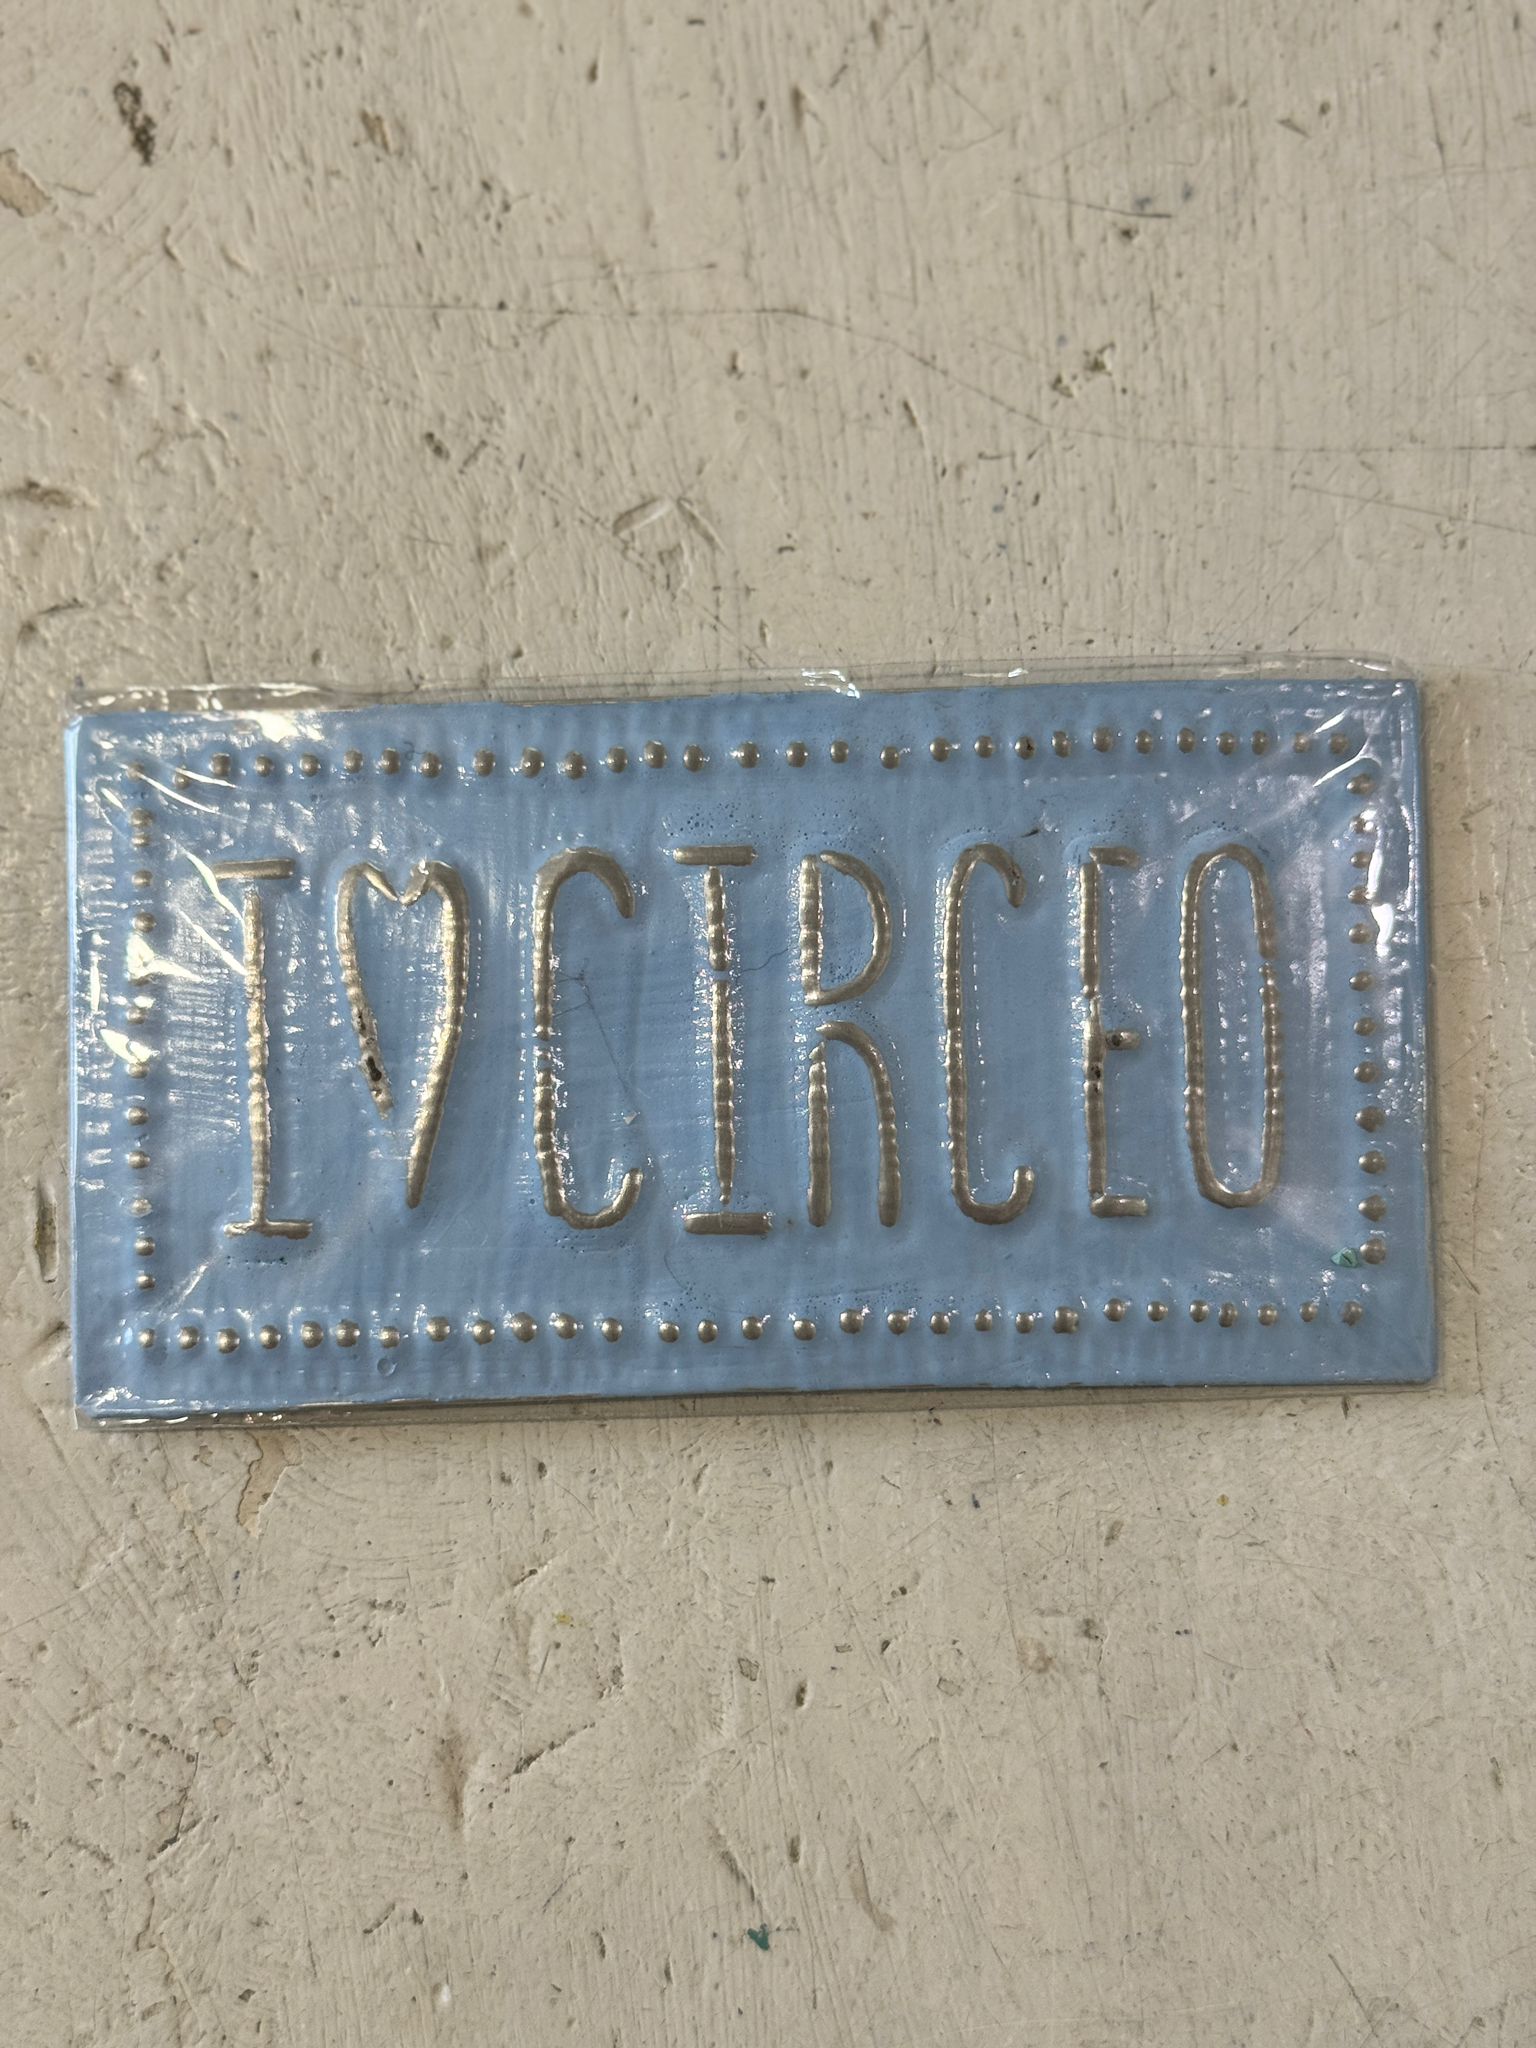 I ♡ CIRCEO